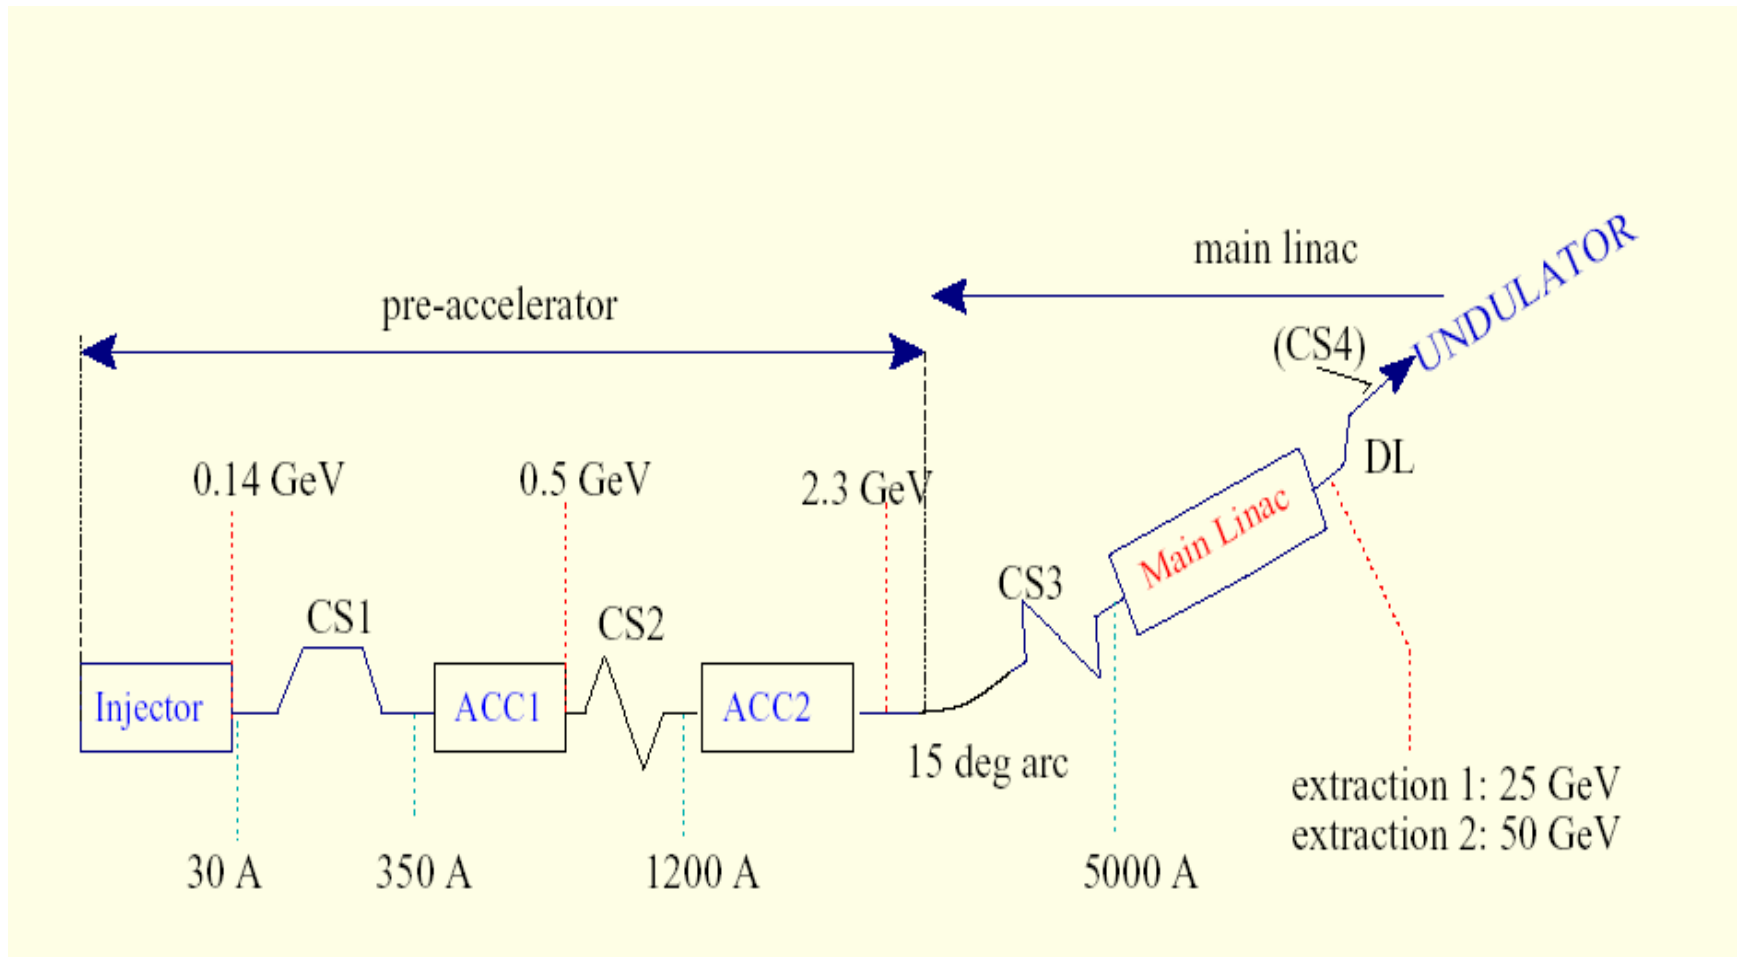 main linac
UNDULATOR
pre-accelerator
(CS4)
0.14 GeV
0.5 GeV
2.3 GeV
DL
Main Linac
CS3
CS1
CS2
Injector
ACC1
ACC2
15 deg arc
extraction 1: 25 GeV
extraction 2: 50 GeV
30 A
350 A
1200 A
5000 A